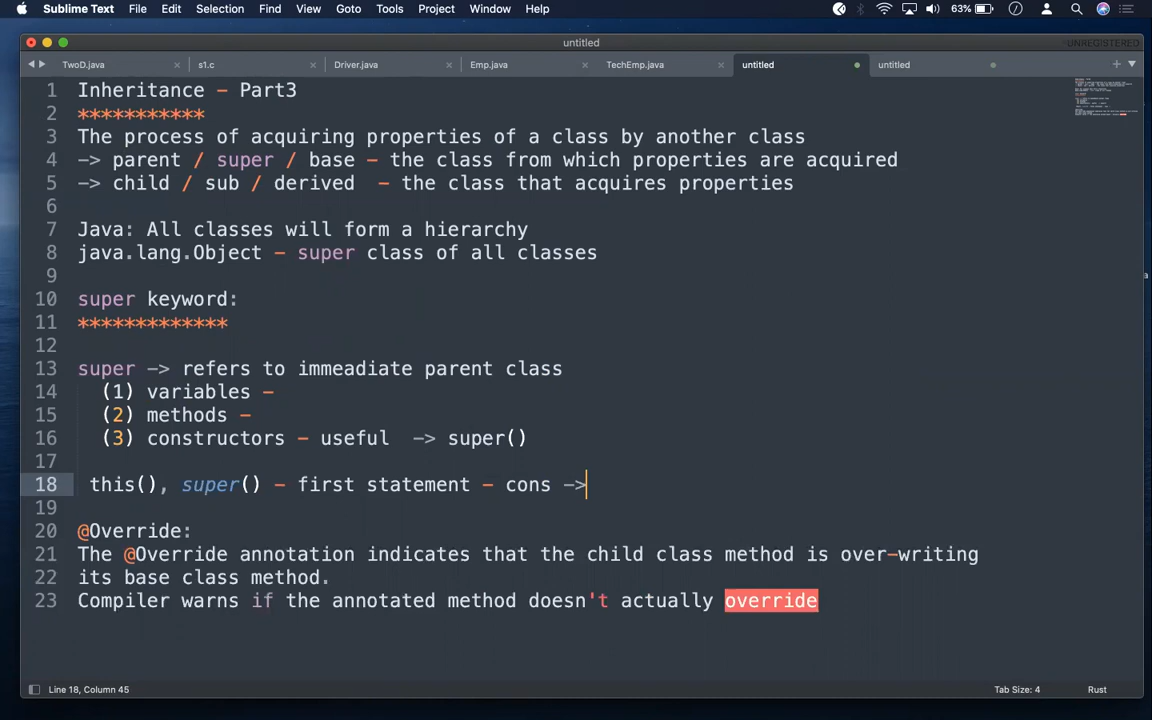 Sublime Text File Edit Selection Find View Goto Tools Project Window Help 63%
untitled
UNREGISTERED
TwoD.java s1.c Driver.java Emp.java TechEmp.java untitled untitled
1 Inheritance - Part3
2 ***********
3 The process of acquiring properties of a class by another class
4 -> parent / super / base - the class from which properties are acquired
5 -> child / sub / derived - the class that acquires properties
6
7 Java: All classes will form a hierarchy
8 java.lang.Object - super class of all classes
9
10 super keyword:
11 *************
12
13 super -> refers to immeadiate parent class
14 (1) variables -
15 (2) methods -
16 (3) constructors - useful -> super()
17
18 this(), super() - first statement - cons ->
19
20 @Override:
21 The @Override annotation indicates that the child class method is over-writing
22 its base class method.
23 Compiler warns if the annotated method doesn't actually override
Line 18, Column 45 Tab Size: 4 Rust